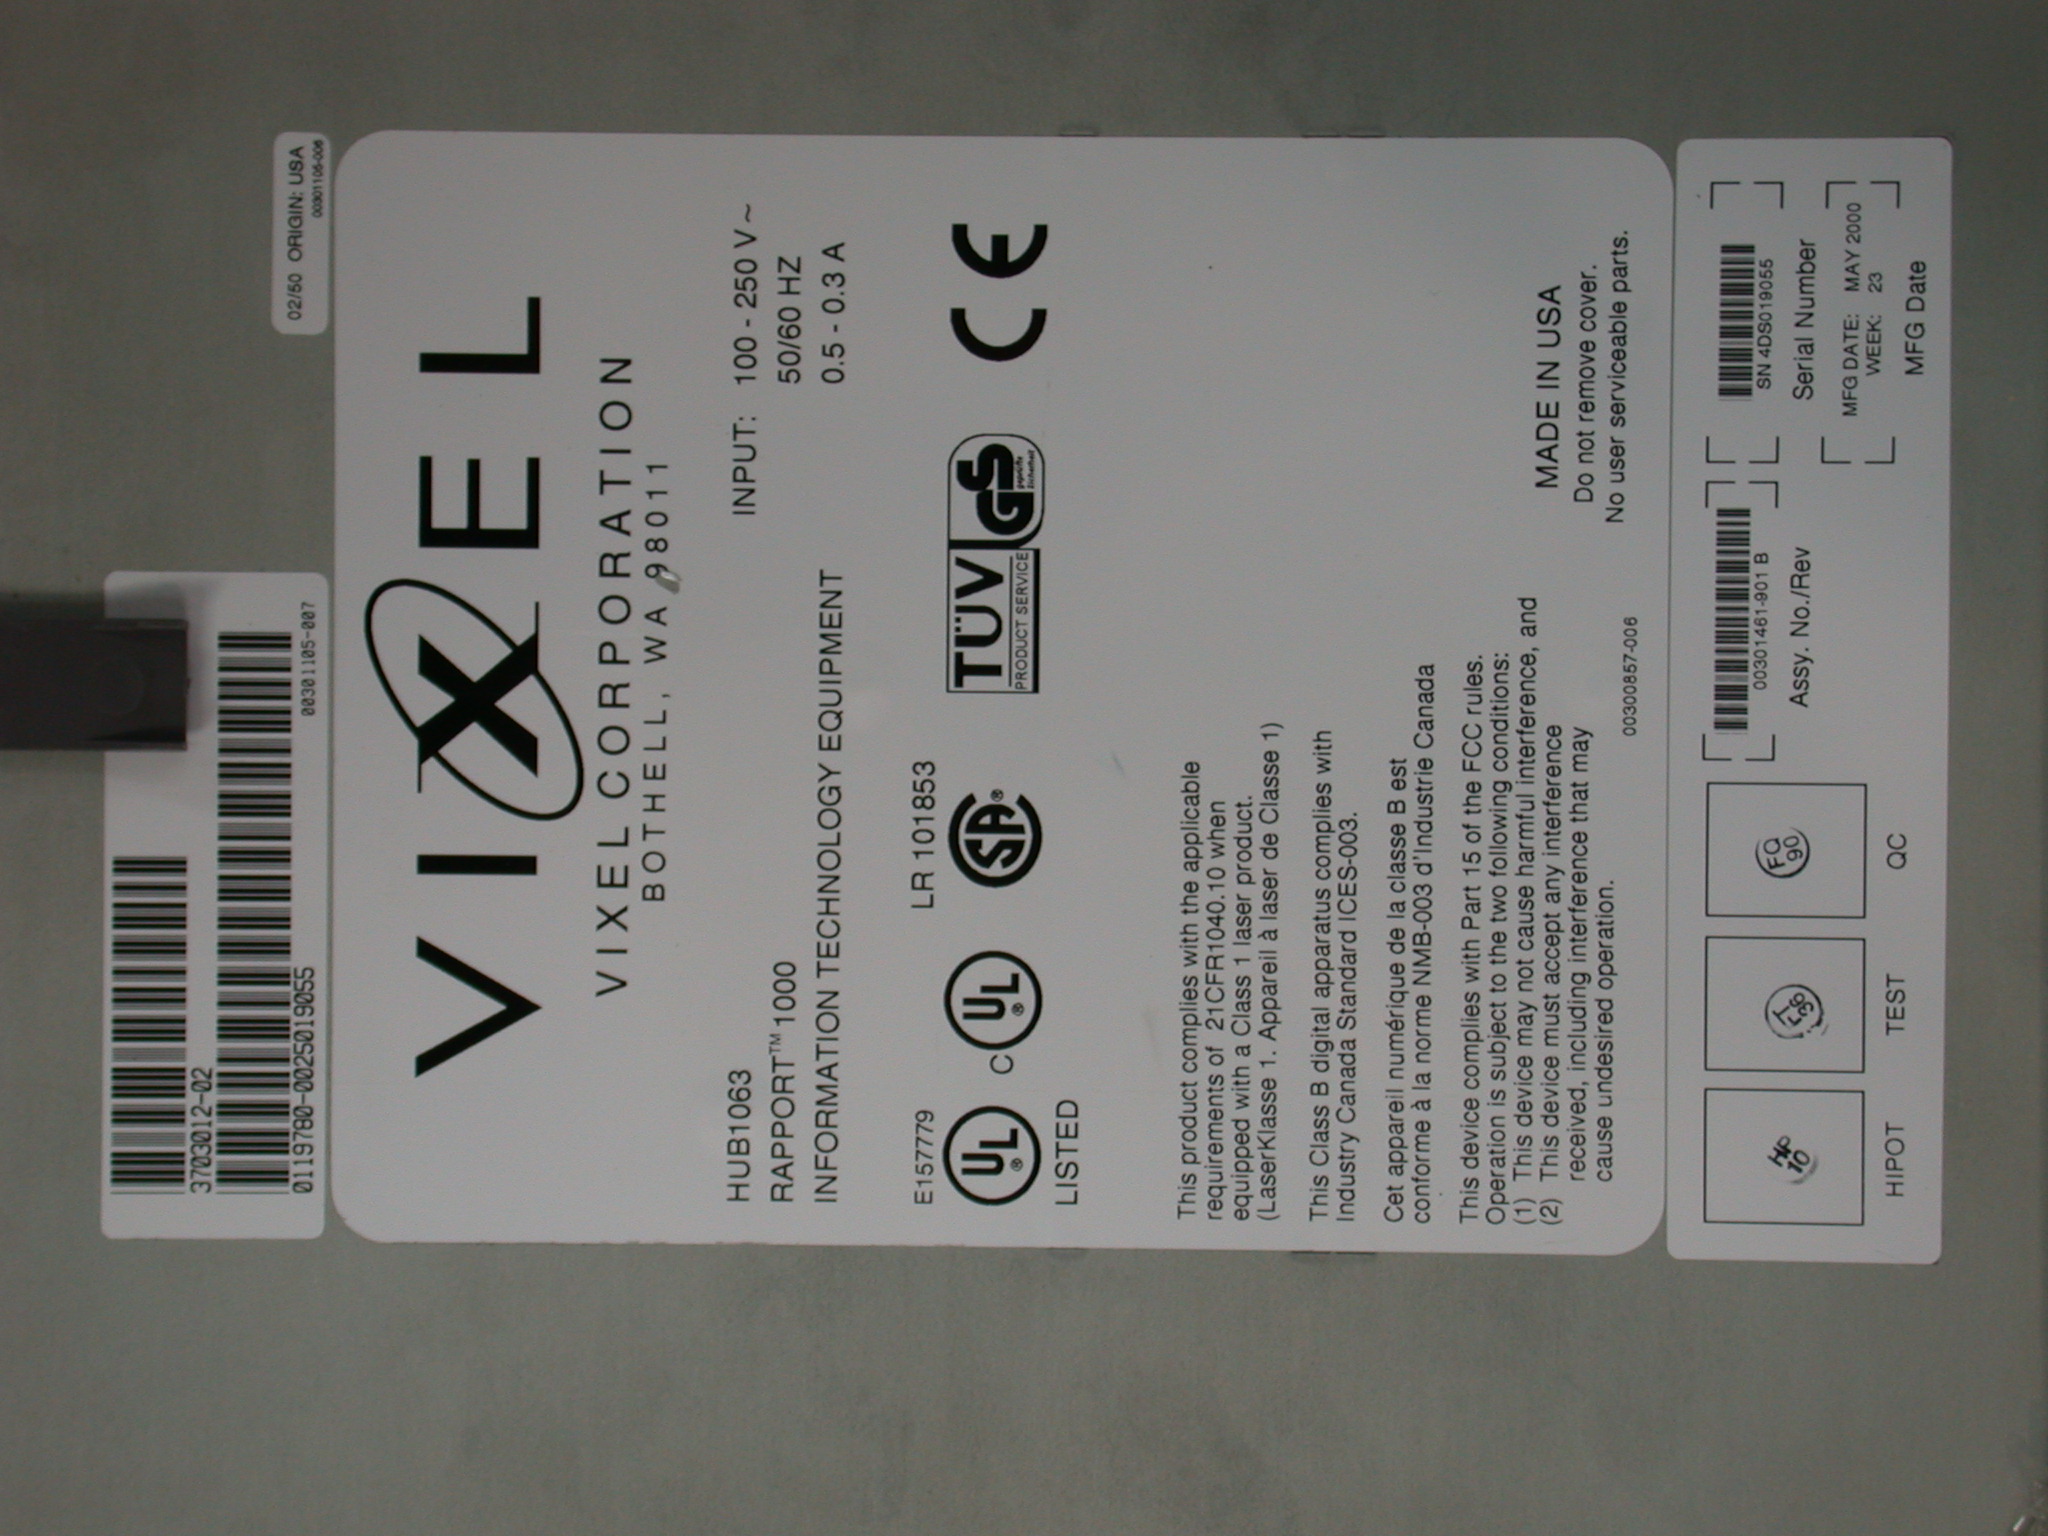 3703012-02
0119780-0025019055
00301105-007
02/50 ORIGIN: USA
00301106-006
VIXEL
VIXEL CORPORATION
BOTHELL, WA 98011
HUB1063
RAPPORT™ 1000
INFORMATION TECHNOLOGY EQUIPMENT
INPUT: 100 - 250 V ~
50/60 HZ
0.5 - 0.3 A
E157779
LR 101853
UL ®
C UL ®
SA ®
TÜV
PRODUCT SERVICE
GS
geprüfte
Sicherheit
CE
LISTED
This product complies with the applicable
requirements of 21CFR1040.10 when
equipped with a Class 1 laser product.
(LaserKlasse 1. Appareil à laser de Classe 1)
This Class B digital apparatus complies with
Industry Canada Standard ICES-003.
Cet appareil numérique de la classe B est
conforme à la norme NMB-003 d'Industrie Canada
This device complies with Part 15 of the FCC rules.
Operation is subject to the two following conditions:
(1) This device may not cause harmful interference, and
(2) This device must accept any interference
received, including interference that may
cause undesired operation.
MADE IN USA
Do not remove cover.
No user serviceable parts.
00300857-006
HP
10
HIPOT
TEST
FQ
90
QC
00301461-901 B
Assy. No./Rev
SN 4DS019055
Serial Number
MFG DATE: MAY 2000
WEEK: 23
MFG Date